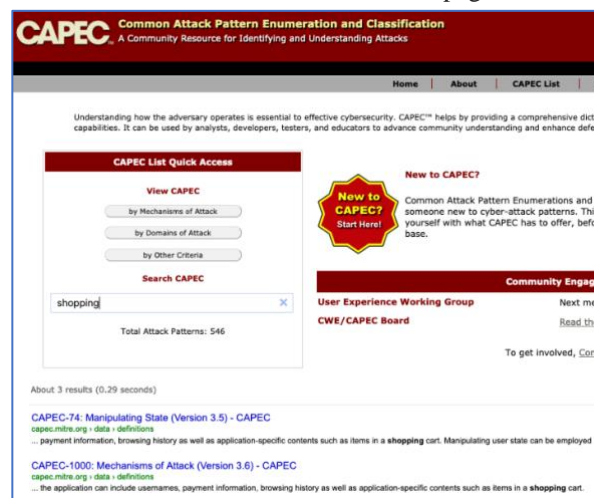 CAPEC Common Attack Pattern Enumeration and Classification
A Community Resource for Identifying and Understanding Attacks
Home | About | CAPEC List |
Understanding how the adversary operates is essential to effective cybersecurity. CAPEC™ helps by providing a comprehensive dict
capabilities. It can be used by analysts, developers, testers, and educators to advance community understanding and enhance defe
CAPEC List Quick Access
View CAPEC
by Mechanisms of Attack
by Domains of Attack
by Other Criteria
Search CAPEC
shopping
Total Attack Patterns: 546
New to CAPEC? Start Here!
New to CAPEC?
Common Attack Pattern Enumerations and
someone new to cyber-attack patterns. Thi
yourself with what CAPEC has to offer, befo
base.
Community Engag
User Experience Working Group Next me
CWE/CAPEC Board Read the
To get involved, Con
About 3 results (0.29 seconds)
CAPEC-74: Manipulating State (Version 3.5) - CAPEC
capec.mitre.org › data › definitions
... payment information, browsing history as well as application-specific contents such as items in a shopping cart. Manipulating user state can be employed
CAPEC-1000: Mechanisms of Attack (Version 3.6) - CAPEC
capec.mitre.org › data › definitions
... the application can include usernames, payment information, browsing history as well as application-specific contents such as items in a shopping cart.